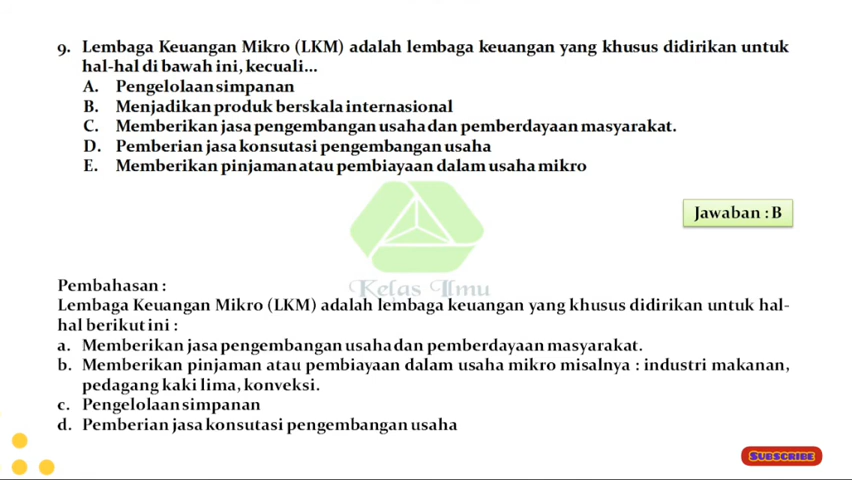 9. Lembaga Keuangan Mikro (LKM) adalah lembaga keuangan yang khusus didirikan untuk
hal-hal di bawah ini, kecuali...
A. Pengelolaan simpanan
B. Menjadikan produk berskala internasional
C. Memberikan jasa pengembangan usaha dan pemberdayaan masyarakat.
D. Pemberian jasa konsutasi pengembangan usaha
E. Memberikan pinjaman atau pembiayaan dalam usaha mikro
Jawaban : B
Kelas Ilmu
Pembahasan :
Lembaga Keuangan Mikro (LKM) adalah lembaga keuangan yang khusus didirikan untuk hal-
hal berikut ini :
a. Memberikan jasa pengembangan usaha dan pemberdayaan masyarakat.
b. Memberikan pinjaman atau pembiayaan dalam usaha mikro misalnya : industri makanan,
pedagang kaki lima, konveksi.
c. Pengelolaan simpanan
d. Pemberian jasa konsutasi pengembangan usaha
SUBSCRIBE